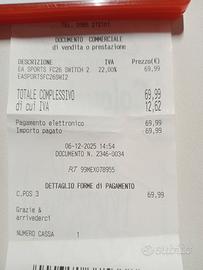 DOCUMENTO COMMERCIALE
di vendita o prestazione
DESCRIZIONE IVA Prezzo(€)
EA SPORTS FC26 SWITCH 2 22,00% 69,99
EASPORTSFC26SWI2
TOTALE COMPLESSIVO 69,99
di cui IVA 12,62
Pagamento elettronico 69,99
Importo pagato 69,99
06-12-2025 14:54
DOCUMENTO N. 2346-0034
RT 99MEX078955
DETTAGLIO FORME di PAGAMENTO
C.POS 3 69,99
Grazie &
arrivederci
NUMERO CASSA 1
subito